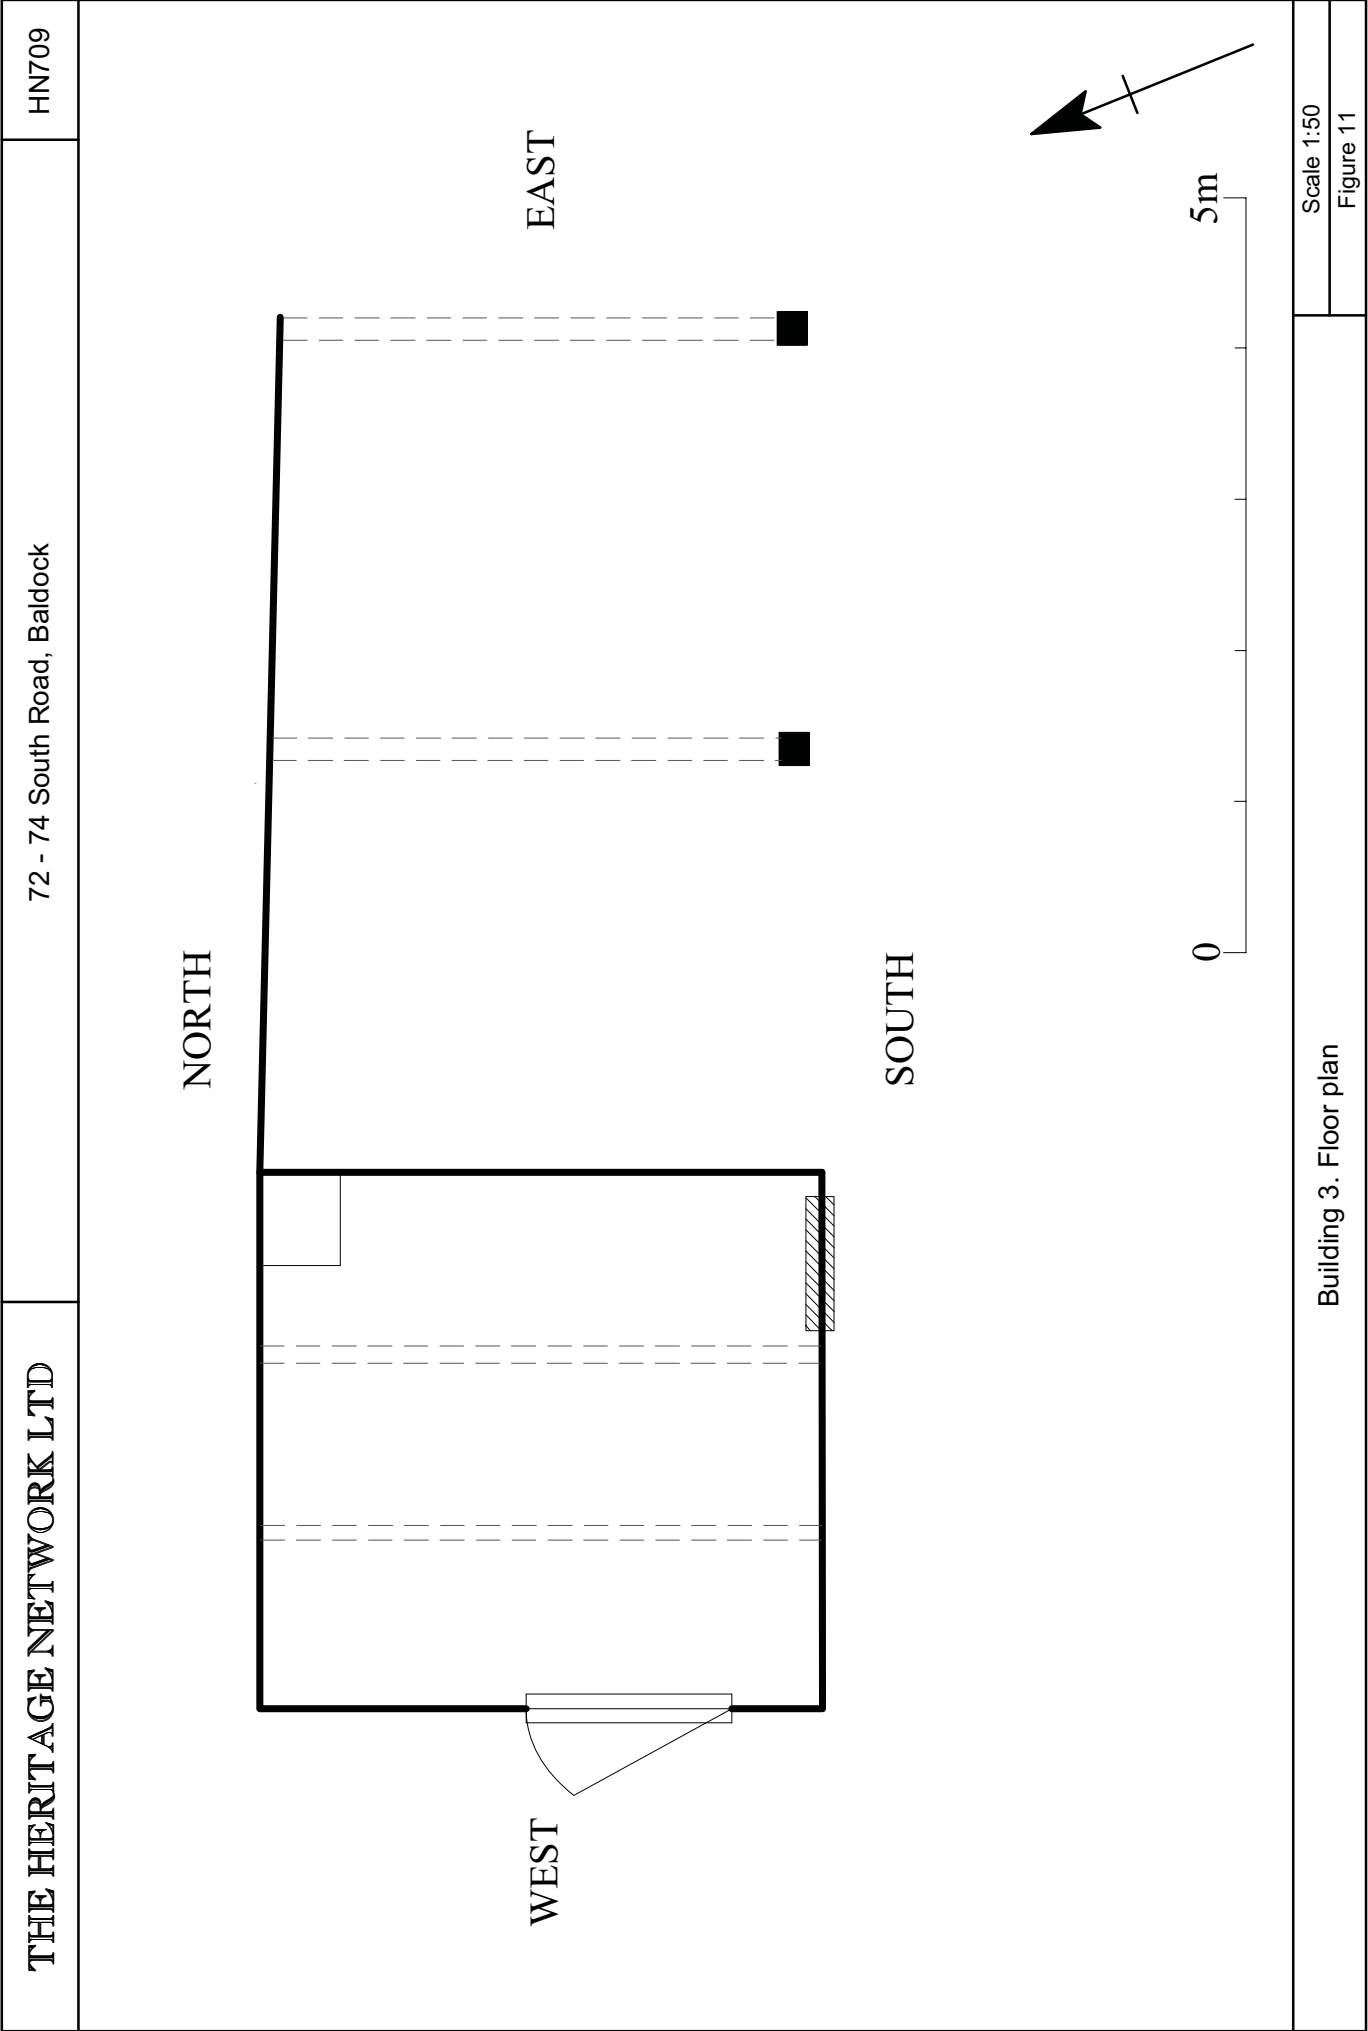 THE HERITAGE NETWORK LTD
72 - 74 South Road, Baldock
HN709
NORTH
WEST
EAST
SOUTH
0
5m
Building 3. Floor plan
Scale 1:50
Figure 11